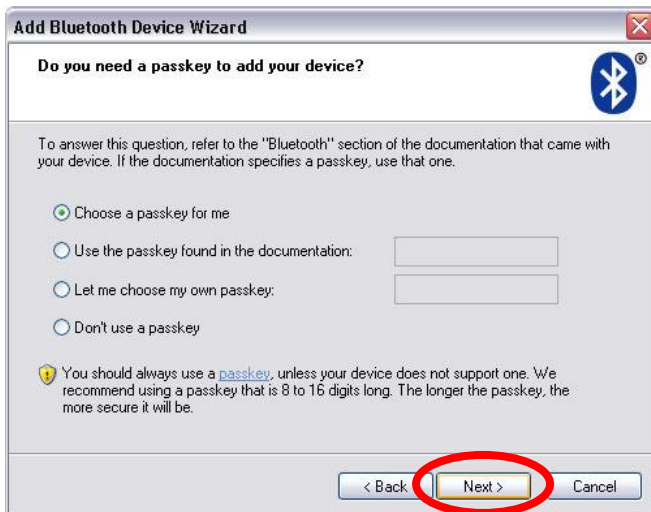 Add Bluetooth Device Wizard
Do you need a passkey to add your device?
®
To answer this question, refer to the "Bluetooth" section of the documentation that came with
your device. If the documentation specifies a passkey, use that one.
Choose a passkey for me
Use the passkey found in the documentation:
Let me choose my own passkey:
Don't use a passkey
You should always use a passkey, unless your device does not support one. We
recommend using a passkey that is 8 to 16 digits long. The longer the passkey, the
more secure it will be.
< Back
Next >
Cancel